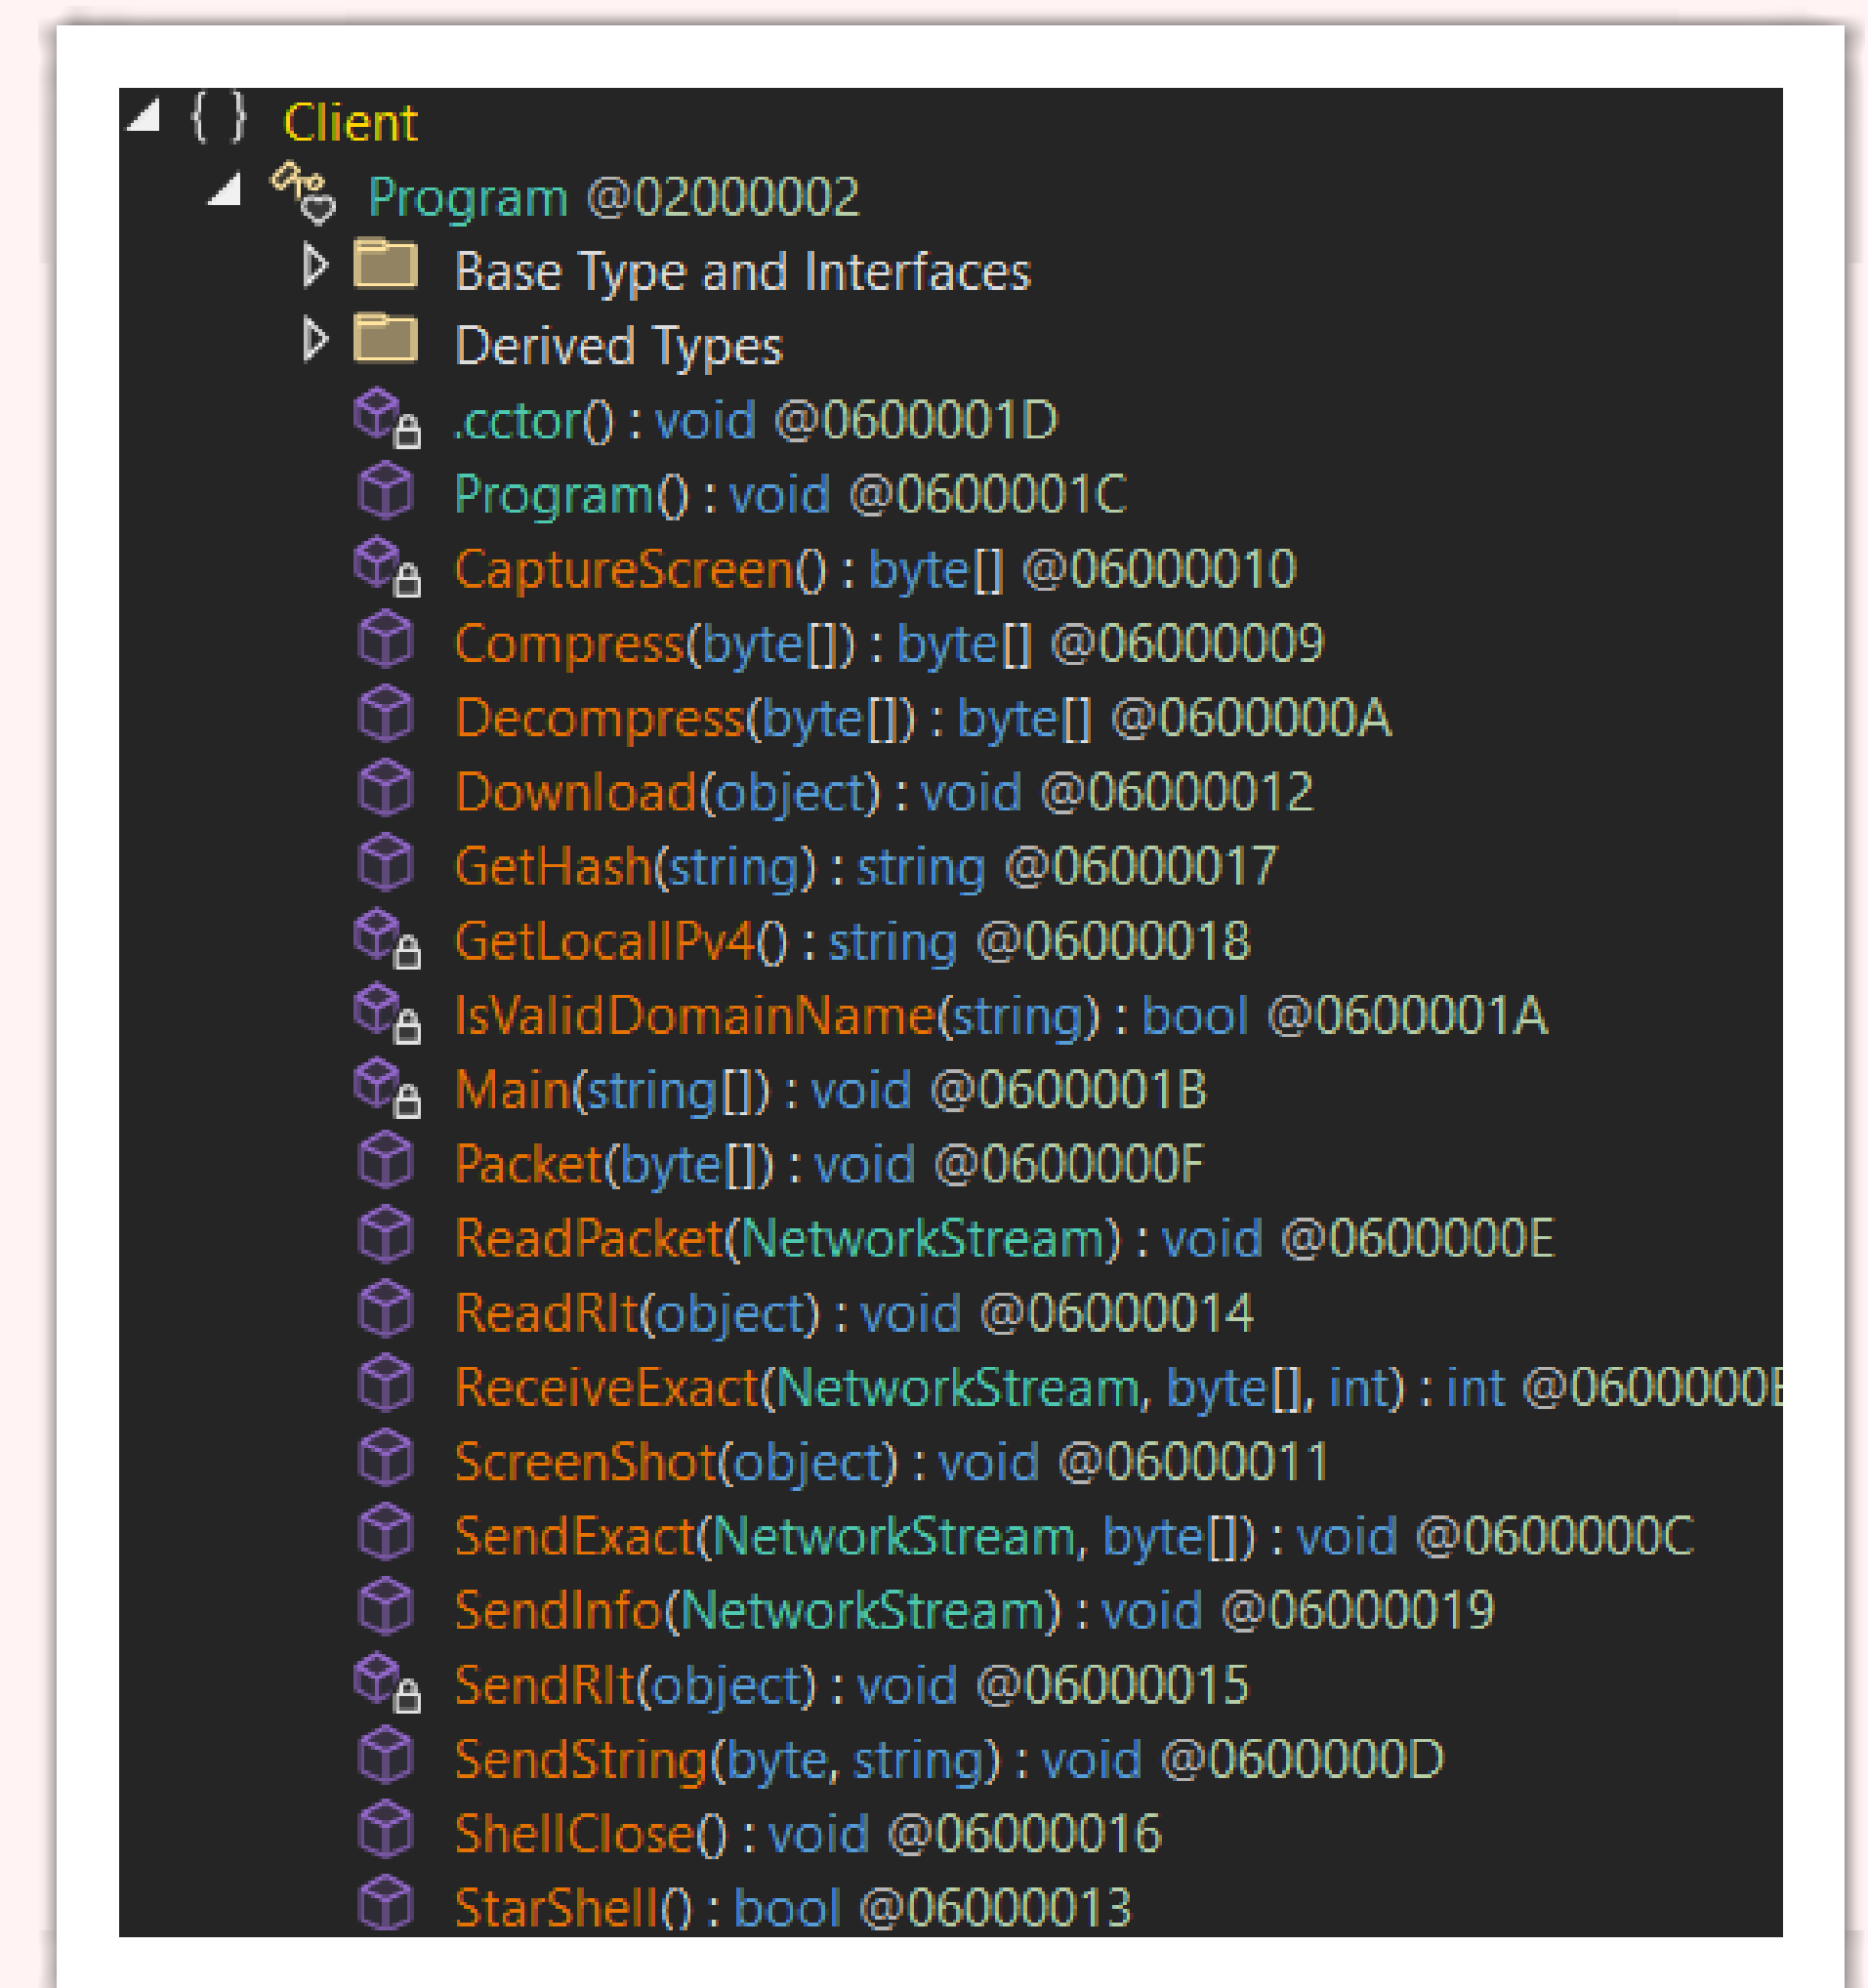 { } Client
Program @02000002
Base Type and Interfaces
Derived Types
.cctor() : void @0600001D
Program() : void @0600001C
CaptureScreen() : byte[] @06000010
Compress(byte[]) : byte[] @06000009
Decompress(byte[]) : byte[] @0600000A
Download(object) : void @06000012
GetHash(string) : string @06000017
GetLocalIPv4() : string @06000018
IsValidDomainName(string) : bool @0600001A
Main(string[]) : void @0600001B
Packet(byte[]) : void @0600000F
ReadPacket(NetworkStream) : void @0600000E
ReadRlt(object) : void @06000014
ReceiveExact(NetworkStream, byte[], int) : int
ScreenShot(object) : void @06000011
SendExact(NetworkStream, byte[]) : void @0600000C
SendInfo(NetworkStream) : void @06000019
SendRlt(object) : void @06000015
SendString(byte, string) : void @0600000D
ShellClose() : void @06000016
StarShell() : bool @06000013